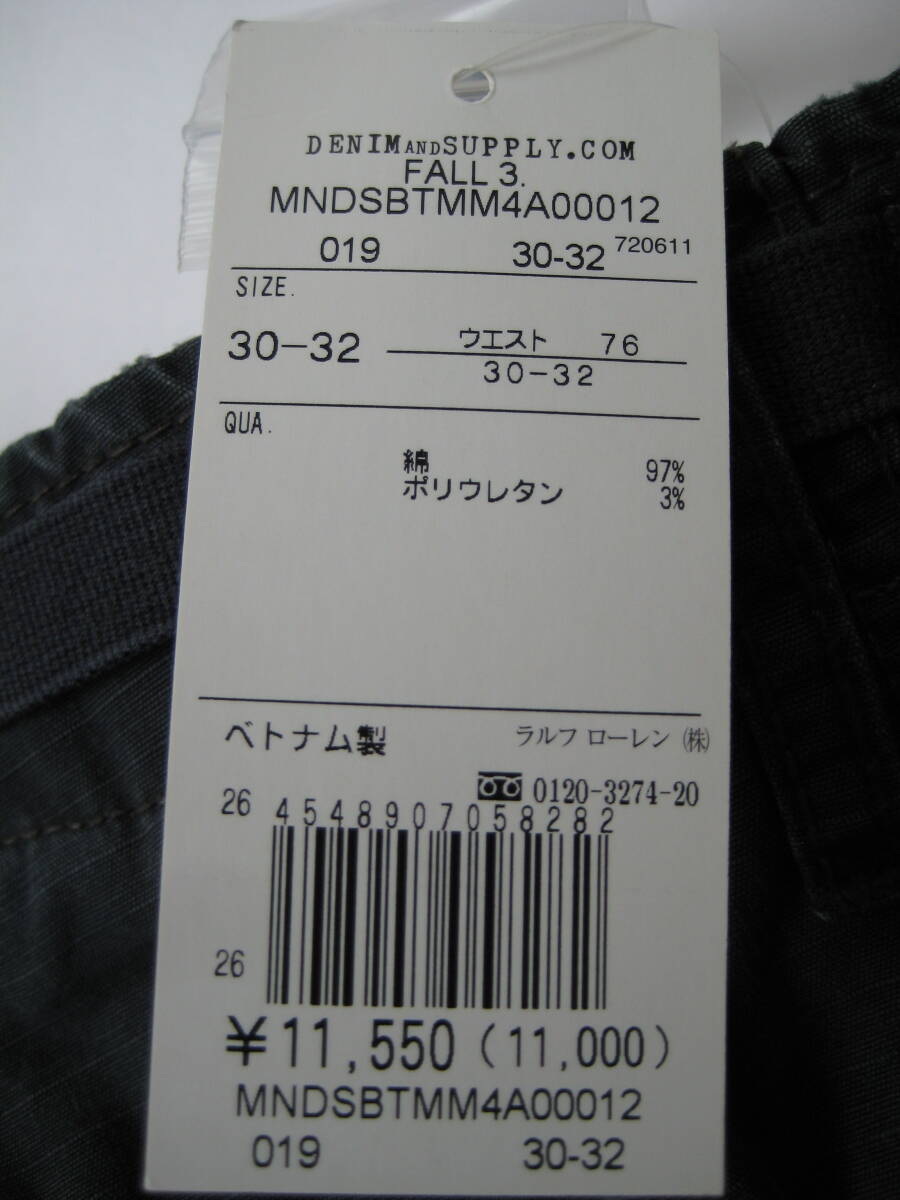 DENIMANDSUPPLY.COM
FALL 3.
MNDSBTMM4A00012
019 30-32 720611
SIZE.
30-32 ウエスト 76
30-32
QUA.
綿 97%
ポリウレタン 3%
ベトナム製 ラルフ ローレン ㈱
0120-3274-20
26 4548907058282
26
¥11,550 (11,000)
MNDSBTMM4A00012
019 30-32